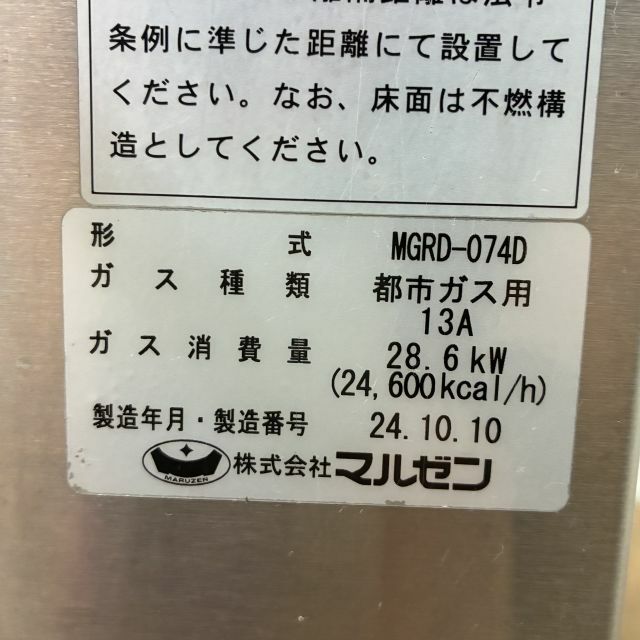 条例に準じた距離にて設置して
ください。なお、床面は不燃構
造としてください。
形式 MGRD-074D
ガス種類 都市ガス用
13A
ガス消費量 28.6kW
(24,600kcal/h)
製造年月・製造番号 24.10.10
MARUZEN 株式会社マルゼン